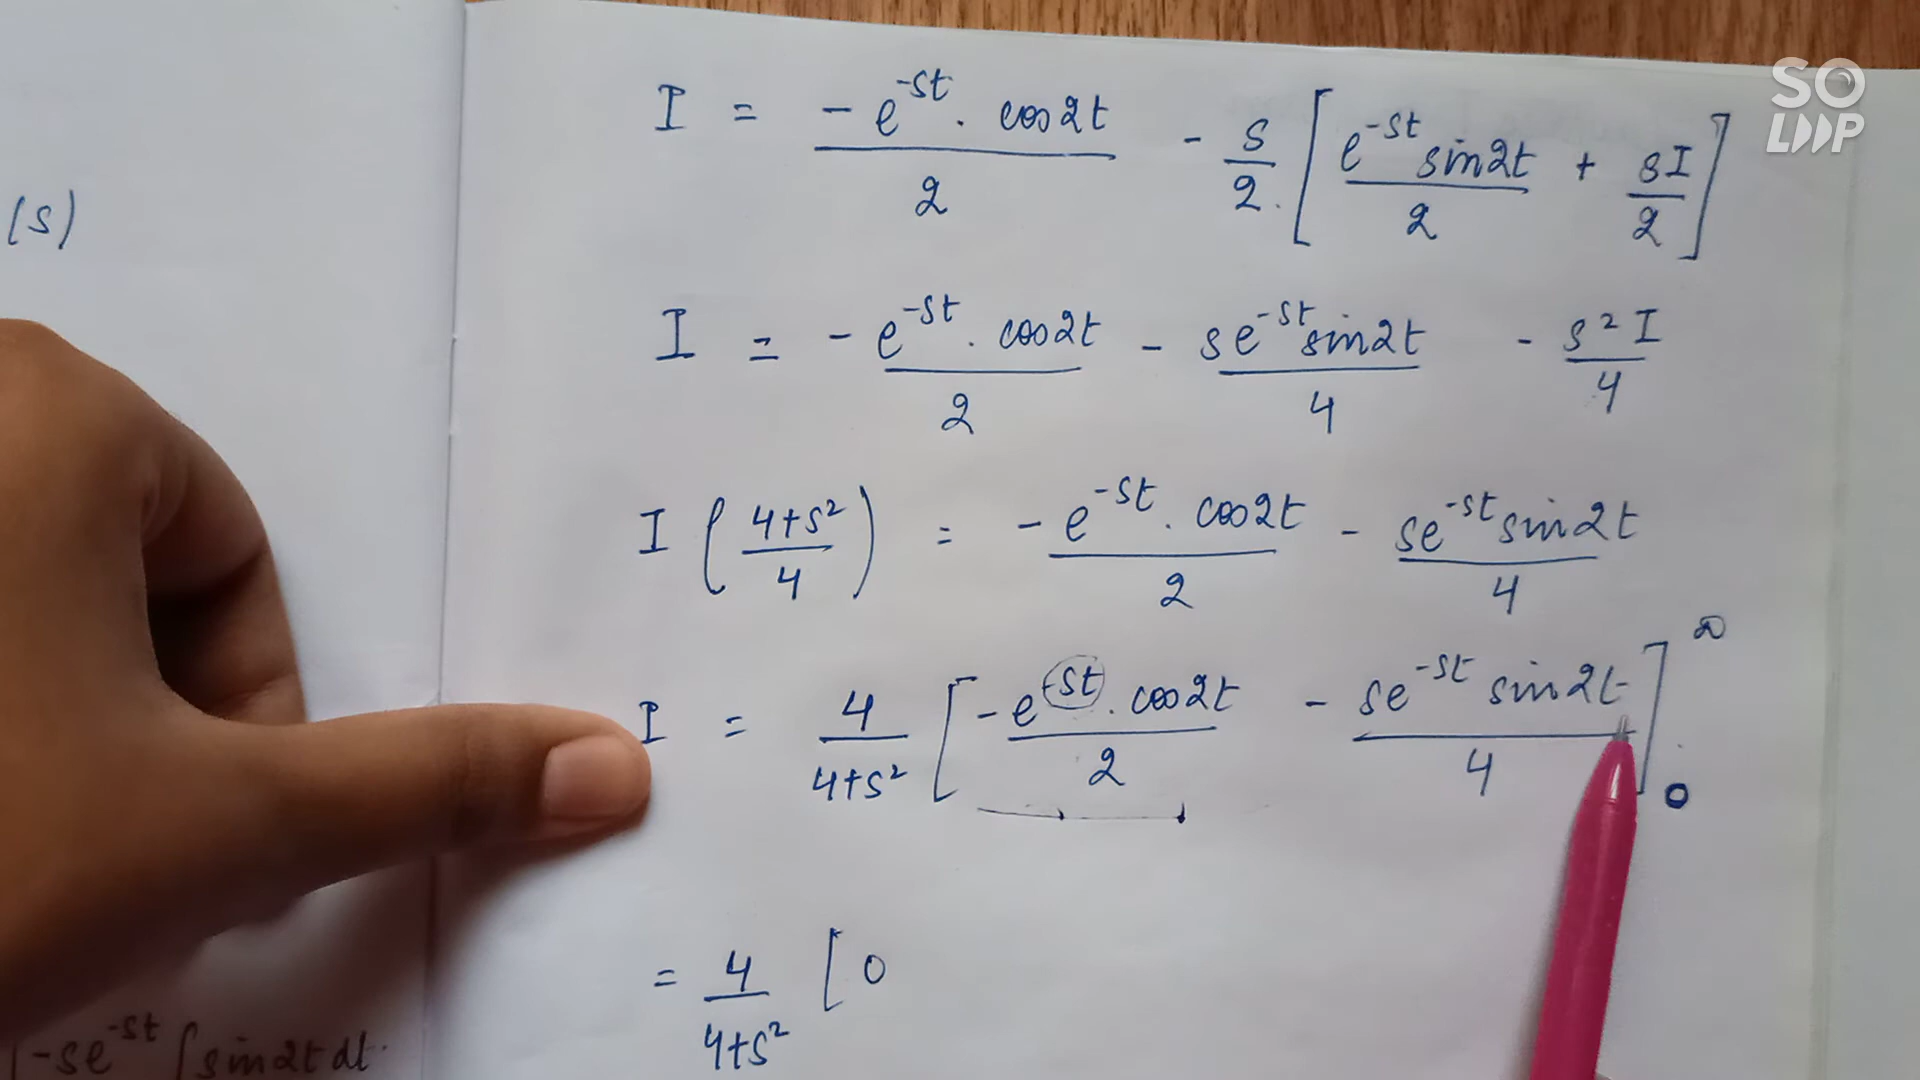 SO
LOOP
I = -e^{-st} . cos2t / 2 - s/2 . [ e^{-st} sin2t / 2 + sI/2 ]
(s)
I = - e^{-st} . cos2t / 2 - se^{-st} sin2t / 4 - s² I / 4
I ( 4+s² / 4 ) = - e^{-st} . cos2t / 2 - se^{-st} sin2t / 4
I = 4 / 4+s² [ - e^{-st} . cos2t / 2 - se^{-st} sin2t / 4 ]_0^∞
= 4 / 4+s² [ 0
-se^{-st} ∫ sin2t dt.